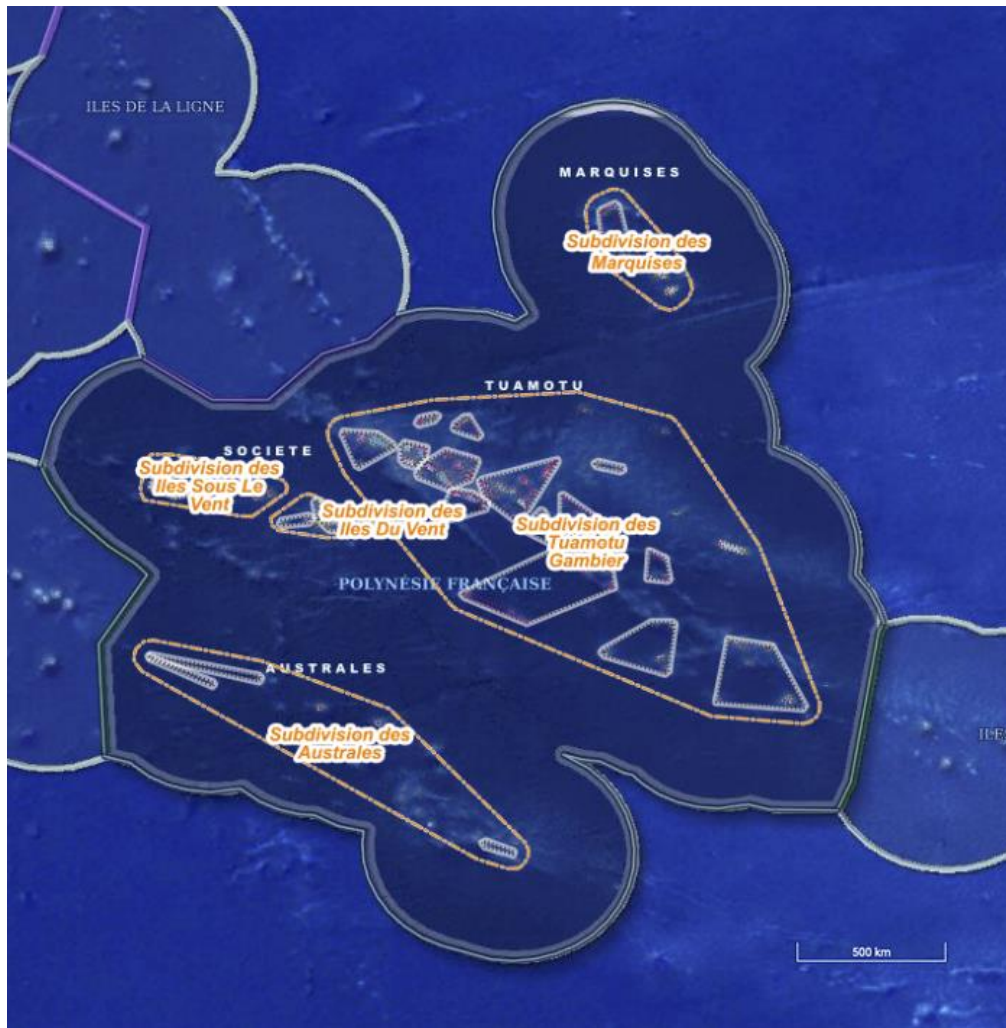 ILES DE LA LIGNE
MARQUISES
Subdivision des
Marquises
TUAMOTU
SOCIETE
Subdivision des
Iles Sous Le
Vent
Subdivision des
Iles Du Vent
Subdivision des
Tuamotu
Gambier
POLYNÉSIE FRANÇAISE
AUSTRALES
Subdivision des
Australes
500 km